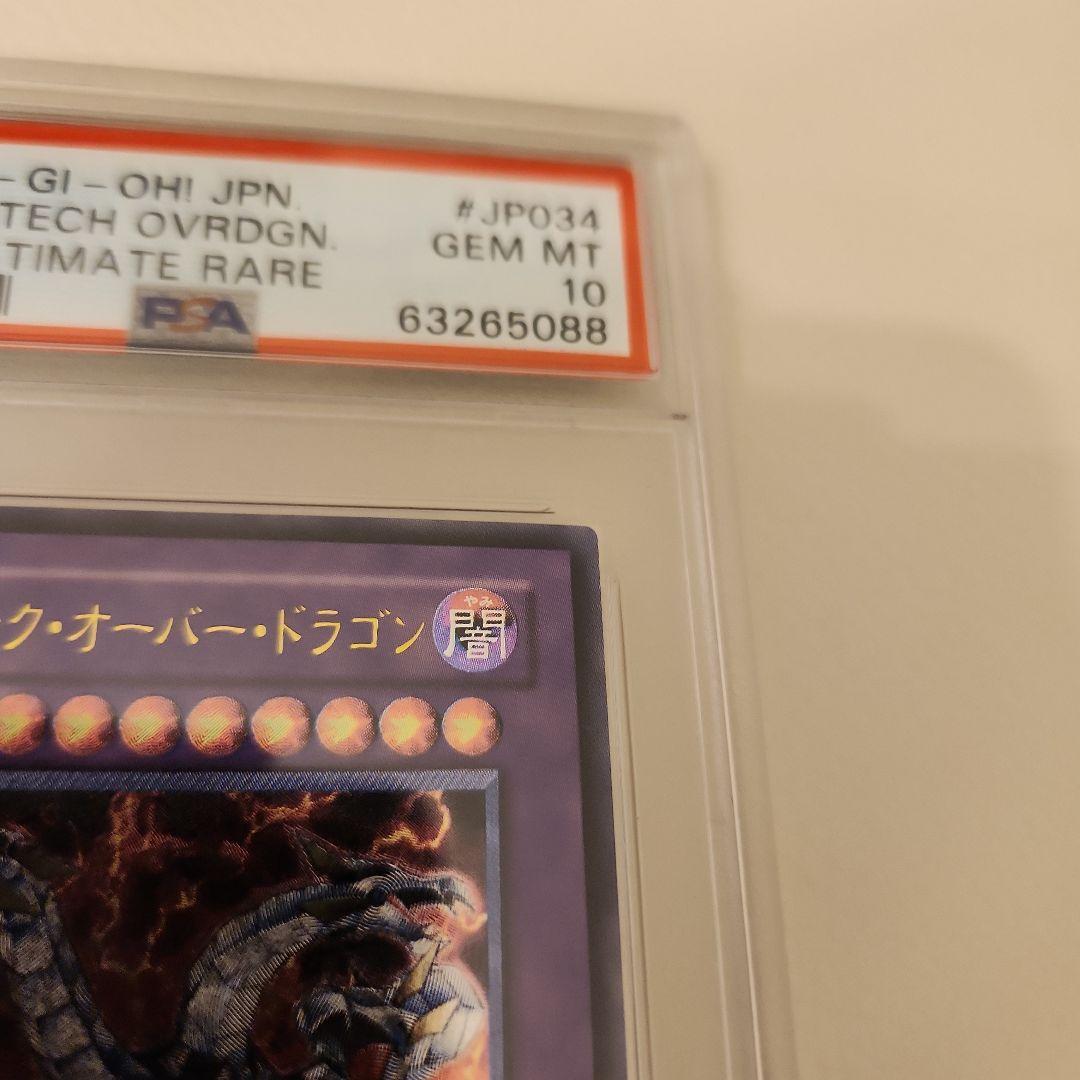 -GI-OH! JPN.
#JP034
TECH OVRDGN.
GEM MT
TIMATE RARE
10
PSA
63265088
ク・オーバー・ドラゴン
やみ
闇